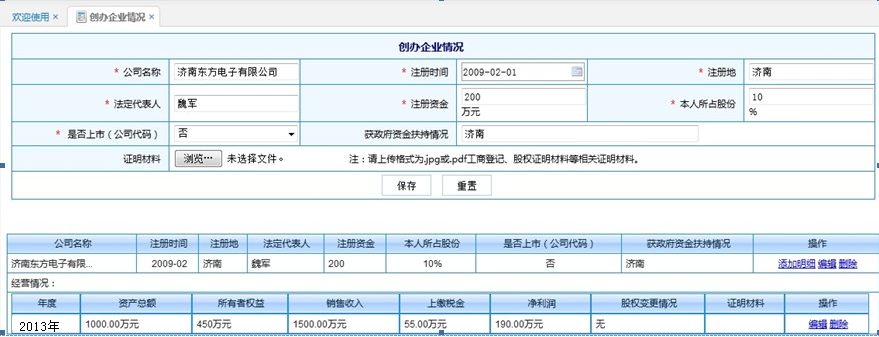 欢迎使用 × 创办企业情况 ×
创办企业情况
* 公司名称 济南东方电子有限公司 * 注册时间 2009-02-01 * 注册地 济南
* 法定代表人 魏军 * 注册资金 200 万元 * 本人所占股份 10 %
* 是否上市（公司代码） 否 获政府资金扶持情况 济南
证明材料 浏览… 未选择文件。 注：请上传格式为.jpg或.pdf工商登记、股权证明材料等相关证明材料。
保存 重置
公司名称 注册时间 注册地 法定代表人 注册资金 本人所占股份 是否上市（公司代码） 获政府资金扶持情况 操作
济南东方电子有限... 2009-02 济南 魏军 200 10% 否 济南 添加明细 编辑 删除
经营情况：
年度 资产总额 所有者权益 销售收入 上缴税金 净利润 股权变更情况 证明材料 操作
2013年 1000.00万元 450万元 1500.00万元 55.00万元 190.00万元 无 编辑 删除